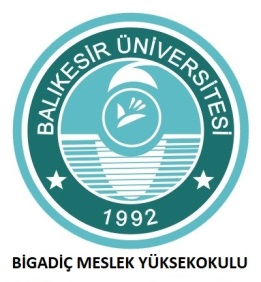 BALIKESİR ÜNİVERSİTESİ
1992
BİGADİÇ MESLEK YÜKSEKOKULU